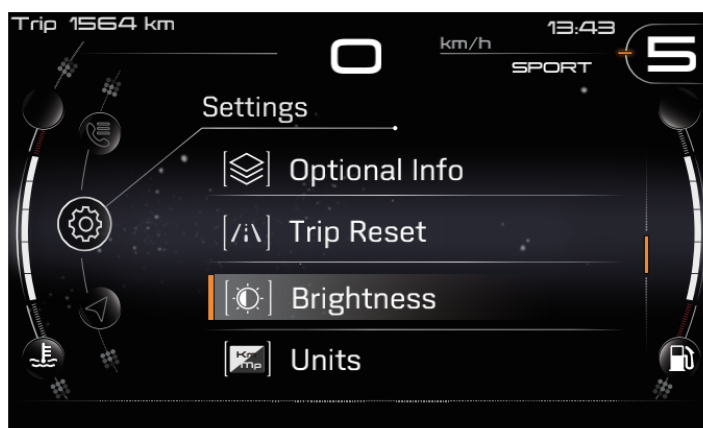 Trip 1564 km
13:43
0
km/h
SPORT
5
Settings
Optional Info
Trip Reset
Brightness
Units